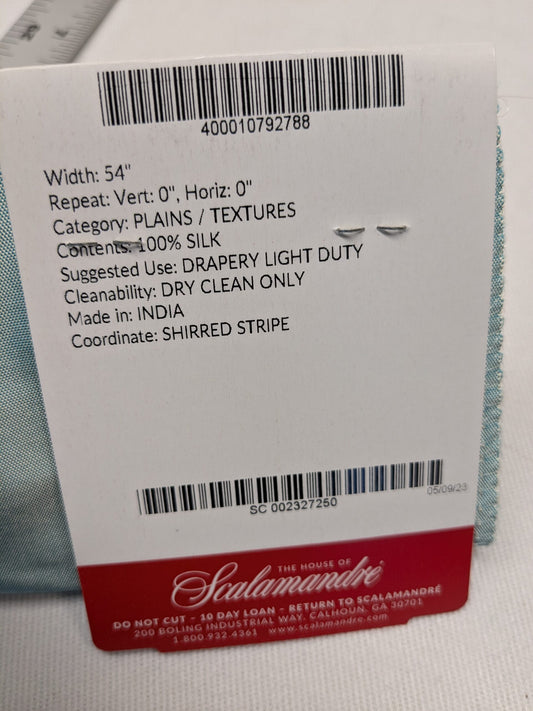 400010792788
Width: 54"
Repeat: Vert: 0", Horiz: 0"
Category: PLAINS / TEXTURES
Contents: 100% SILK
Suggested Use: DRAPERY LIGHT DUTY
Cleanability: DRY CLEAN ONLY
Made in: INDIA
Coordinate: SHIRRED STRIPE
SC 002327250
05/09/23
THE HOUSE OF
Scalamandré
DO NOT CUT - 10 DAY LOAN - RETURN TO SCALAMANDRÉ
200 BOLING INDUSTRIAL WAY, CALHOUN, GA 30701
1.800.932.4361 www.scalamandre.com